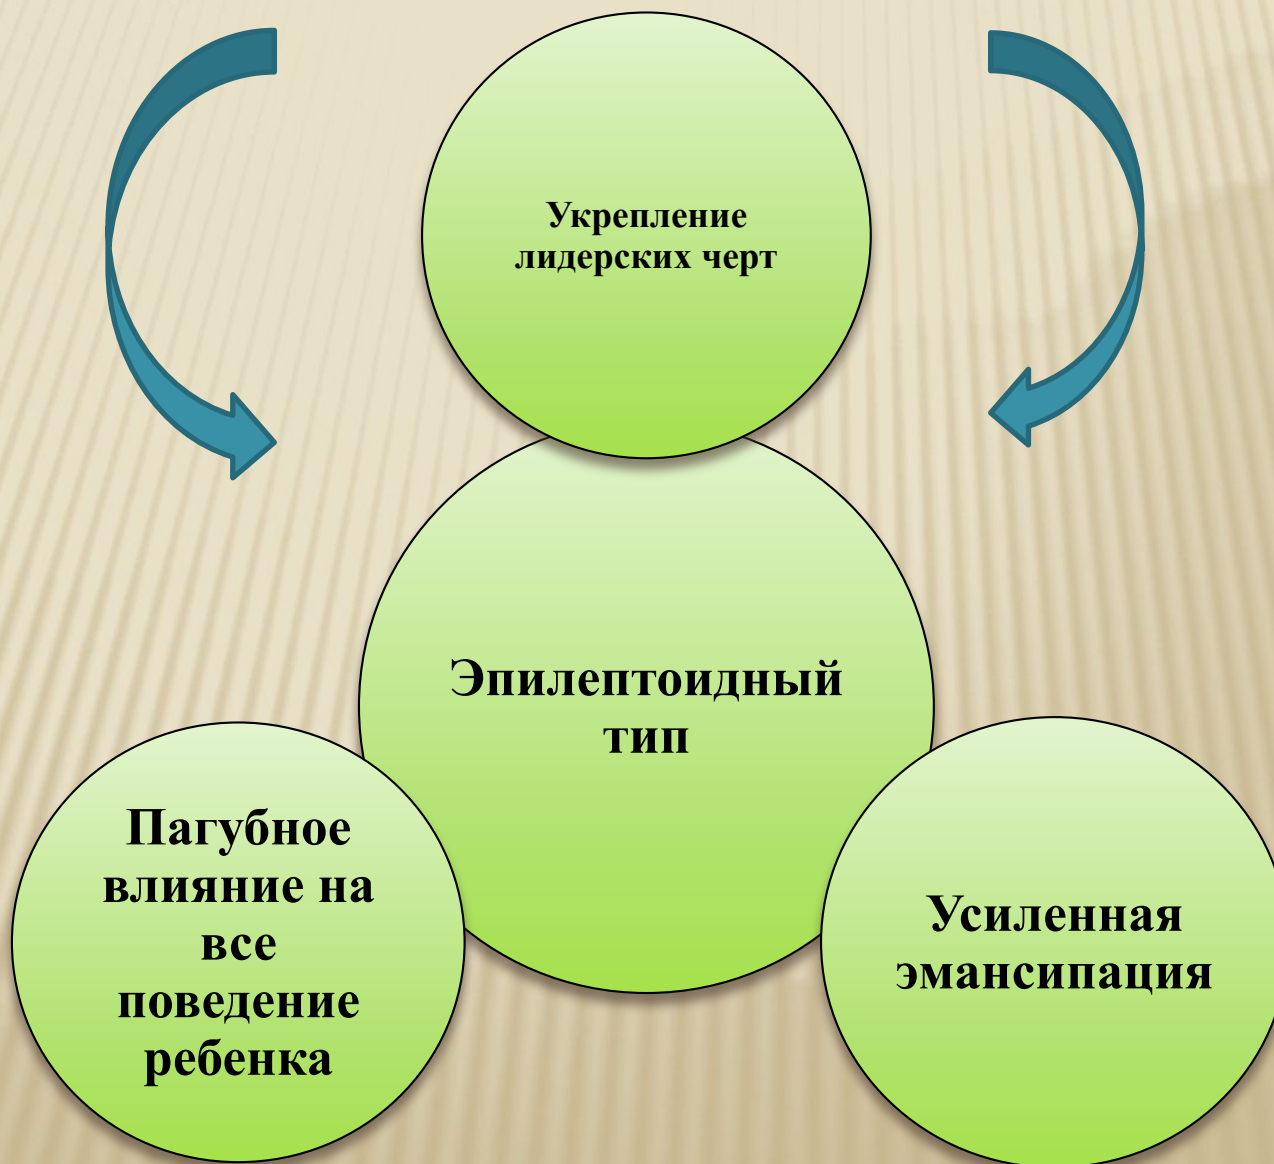 Укрепление
лидерских черт
Эпилептоидный
тип
Пагубное
влияние на
все
поведение
ребенка
Усиленная
эмансипация